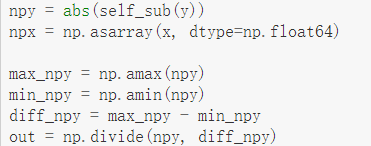 npy = abs(self_sub(y))
npx = np.asarray(x, dtype=np.float64)
max_npy = np.amax(npy)
min_npy = np.amin(npy)
diff_npy = max_npy - min_npy
out = np.divide(npy, diff_npy)